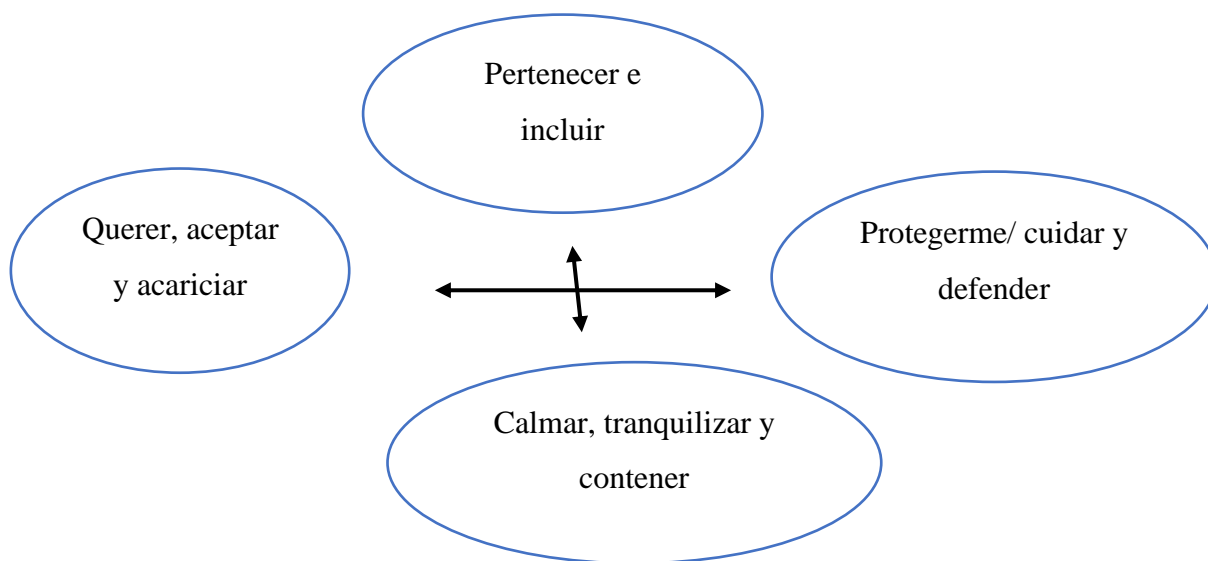 Pertenecer e
incluir
Querer, aceptar
y acariciar
Protegerme/ cuidar y
defender
Calmar, tranquilizar y
contener